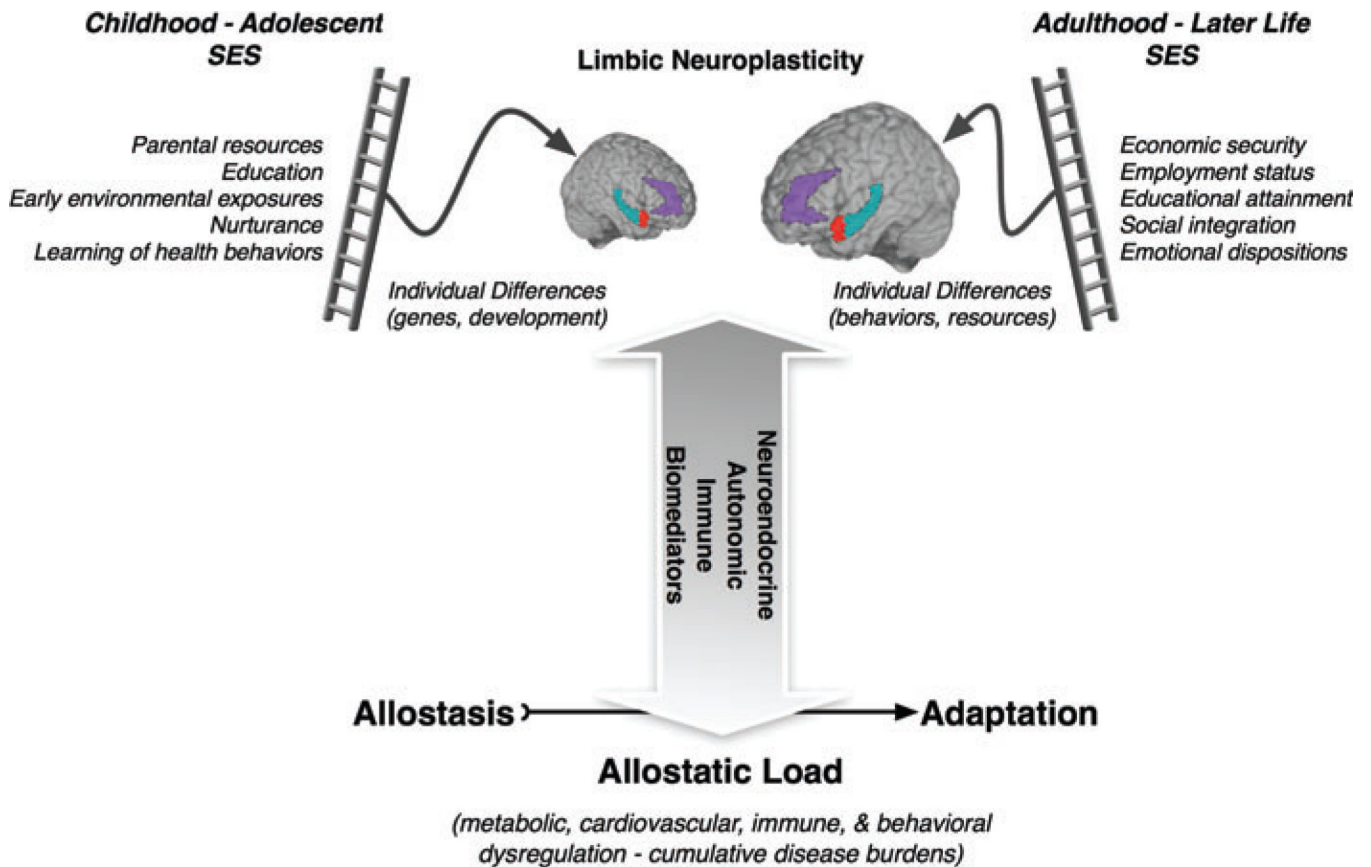 Childhood - Adolescent
SES
Parental resources
Education
Early environmental exposures
Nurturance
Learning of health behaviors
Individual Differences
(genes, development)
Limbic Neuroplasticity
Adulthood - Later Life
SES
Economic security
Employment status
Educational attainment
Social integration
Emotional dispositions
Individual Differences
(behaviors, resources)
Neuroendocrine
Autonomic
Immune
Biomediators
Allostasis
Adaptation
Allostatic Load
(metabolic, cardiovascular, immune, & behavioral
dysregulation - cumulative disease burdens)